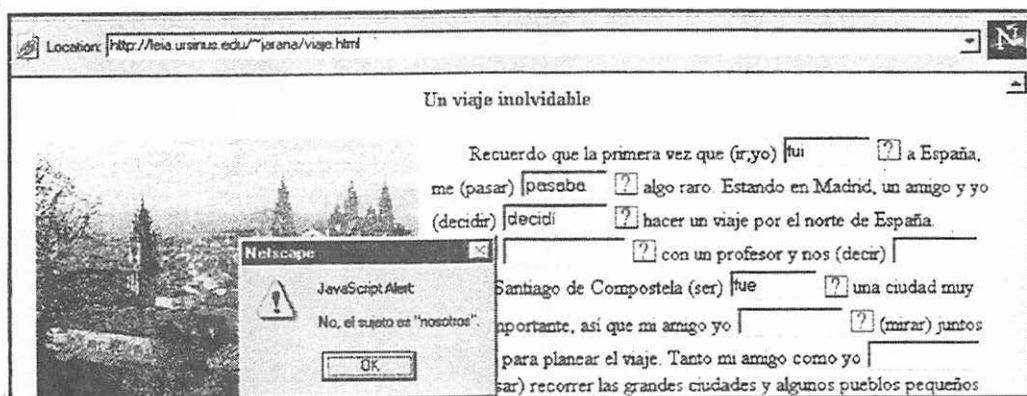 Location: http://leia.ursinus.edu/~jarana/viaje.html
N
Un viaje inolvidable
Recuerdo que la primera vez que (ir,yo) fui ? a España,
me (pasar) pasaba ? algo raro. Estando en Madrid, un amigo y yo
(decidir) decidí ? hacer un viaje por el norte de España.
? con un profesor y nos (decir)
Santiago de Compostela (ser) fue ? una ciudad muy
mportante, así que mi amigo yo ? (mirar) juntos
para planear el viaje. Tanto mi amigo como yo
sar) recorrer las grandes ciudades y algunos pueblos pequeños
Netscape
JavaScript Alert:
No, el sujeto es "nosotros".
OK